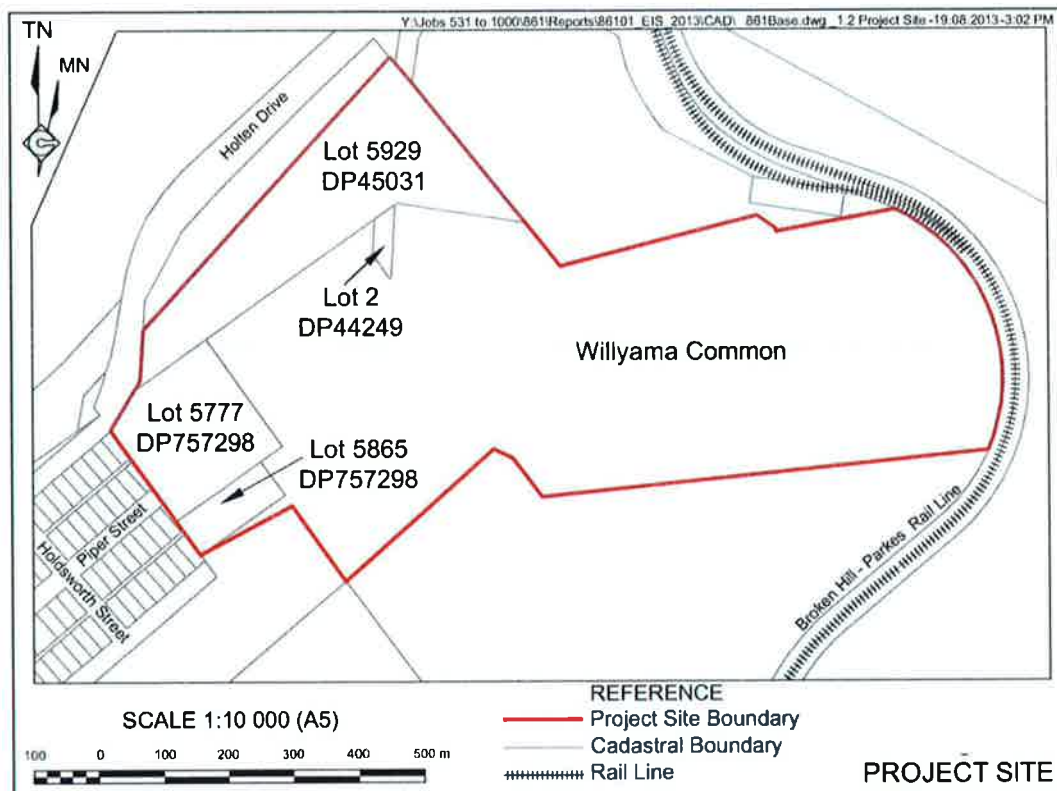 Y:\Jobs 531 to 1000\861\Reports\86101_EIS_2013\CAD\_861Base.dwg_1.2 Project Site -19.08.2013-3:02 PM
TN
MN
Holten Drive
Lot 5929
DP45031
Lot 2
DP44249
Willyama Common
Lot 5777
DP757298
Lot 5865
DP757298
Piper Street
Holdsworth Street
Broken Hill - Parkes Rail Line
REFERENCE
SCALE 1:10 000 (A5)
Project Site Boundary
Cadastral Boundary
Rail Line
100 0 100 200 300 400 500 m
PROJECT SITE